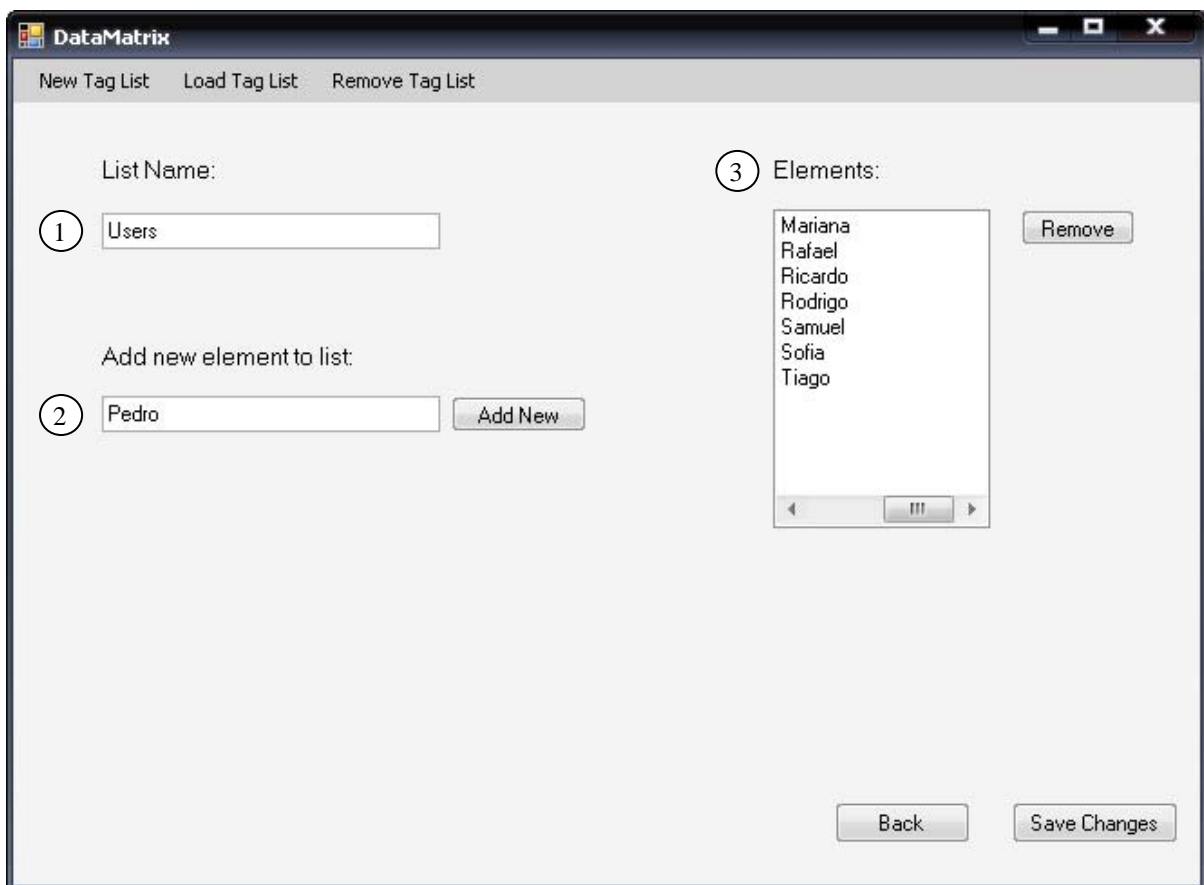 DataMatrix
New Tag List Load Tag List Remove Tag List
List Name:
1 Users
Add new element to list:
2 Pedro Add New
3 Elements:
Mariana
Rafael
Ricardo
Rodrigo
Samuel
Sofia
Tiago
Remove
Back Save Changes